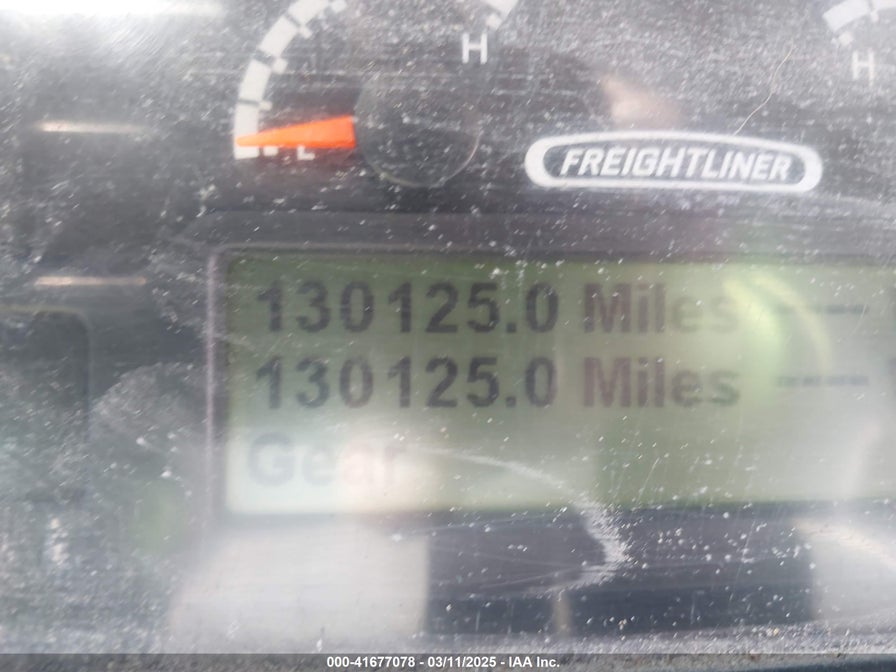 H
H
L
FREIGHTLINER
130125.0 Miles ----
130125.0 Miles ----
Gear
000-41677078 - 03/11/2025 - IAA Inc.